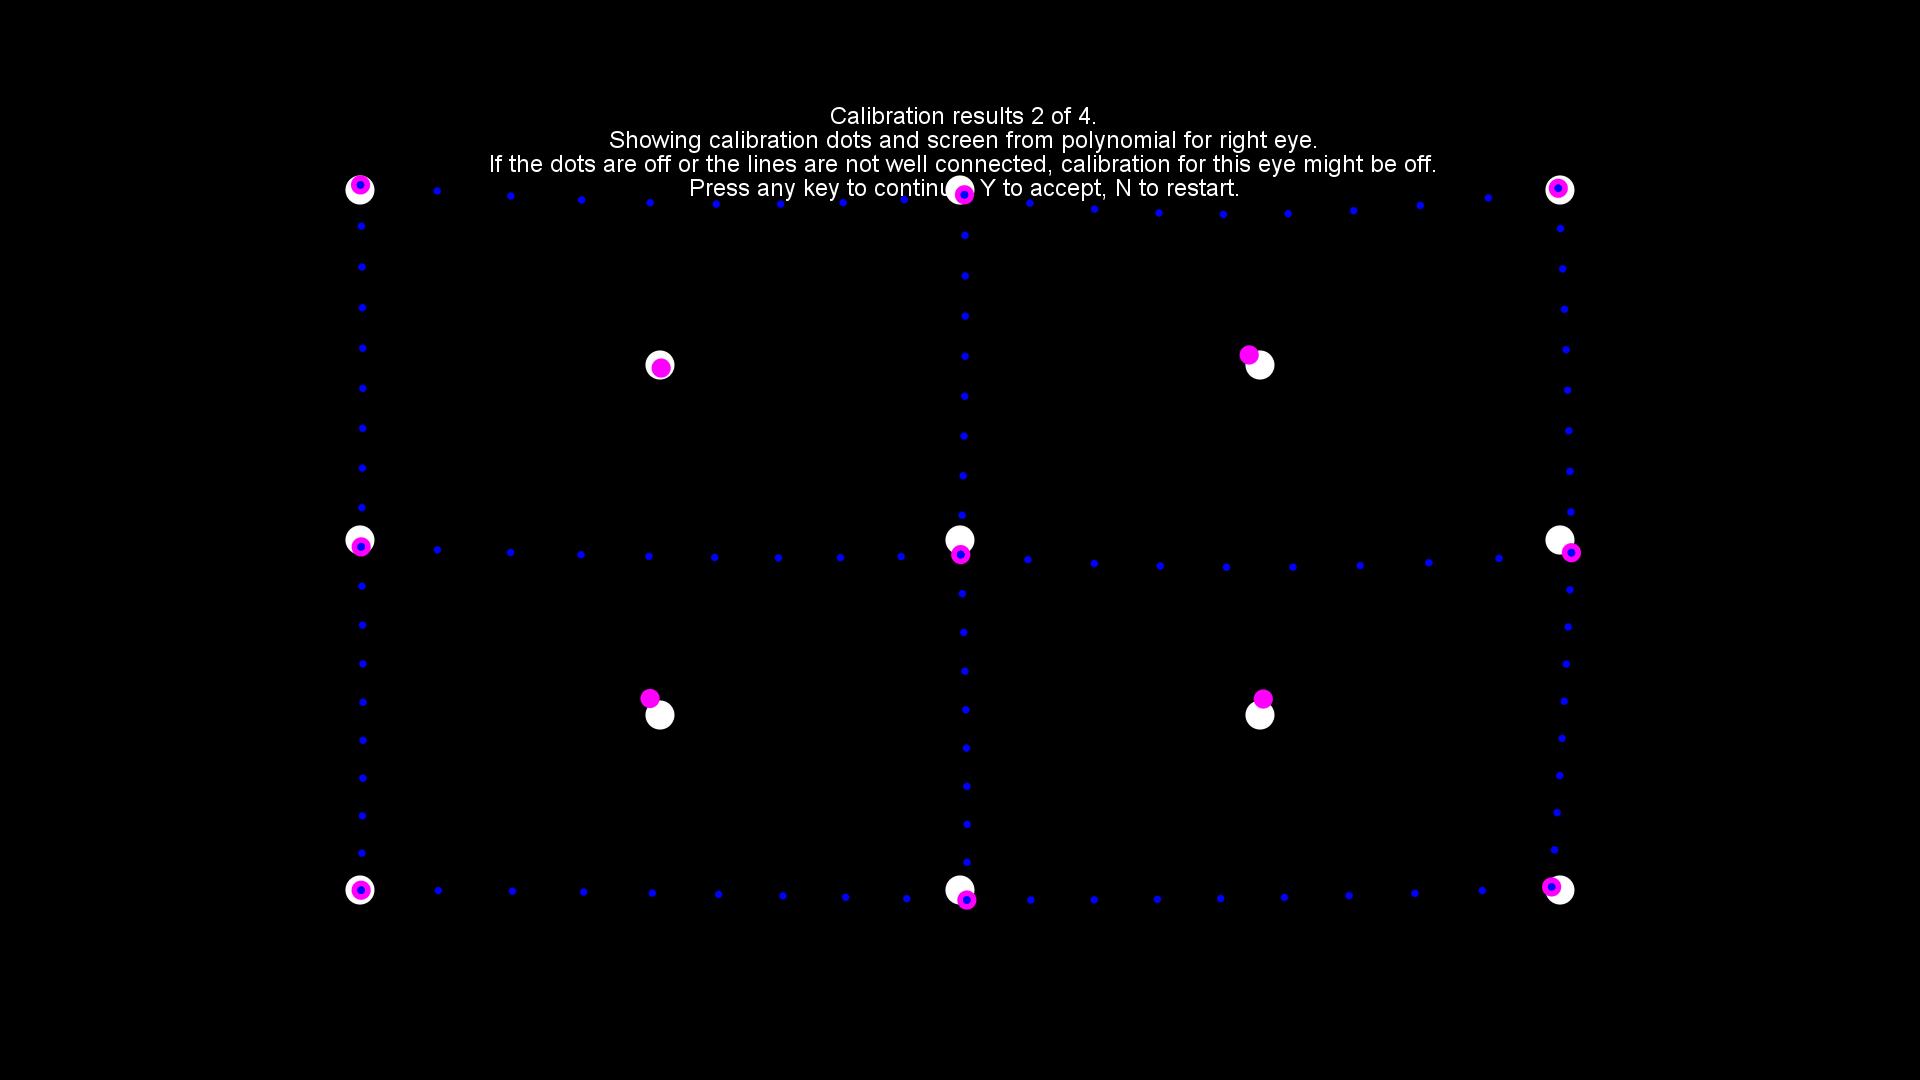 Calibration results 2 of 4.
Showing calibration dots and screen from polynomial for right eye.
If the dots are off or the lines are not well connected, calibration for this eye might be off.
Press any key to continu Y to accept, N to restart.